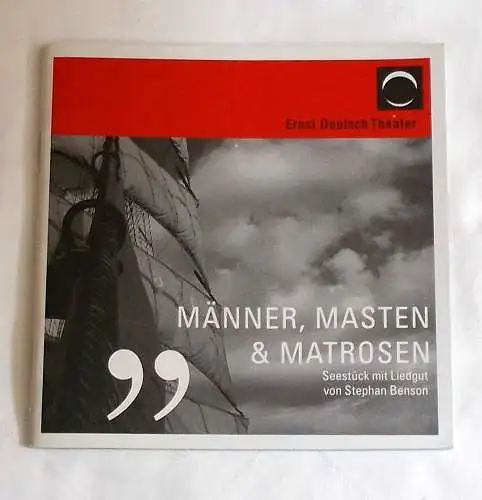 Ernst Deutsch Theater
MÄNNER, MASTEN
& MATROSEN
Seestück mit Liedgut
von Stephan Benson
”